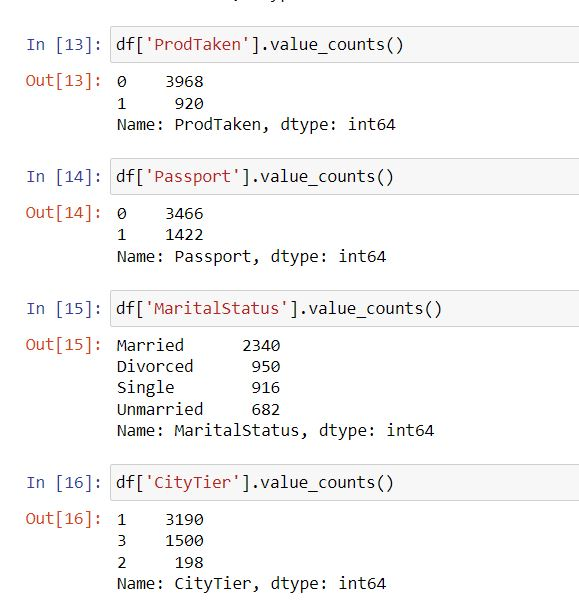 In [13]: df['ProdTaken'].value_counts()
Out[13]: 0    3968
1     920
Name: ProdTaken, dtype: int64
In [14]: df['Passport'].value_counts()
Out[14]: 0    3466
1    1422
Name: Passport, dtype: int64
In [15]: df['MaritalStatus'].value_counts()
Out[15]: Married      2340
Divorced      950
Single        916
Unmarried     682
Name: MaritalStatus, dtype: int64
In [16]: df['CityTier'].value_counts()
Out[16]: 1    3190
3    1500
2     198
Name: CityTier, dtype: int64